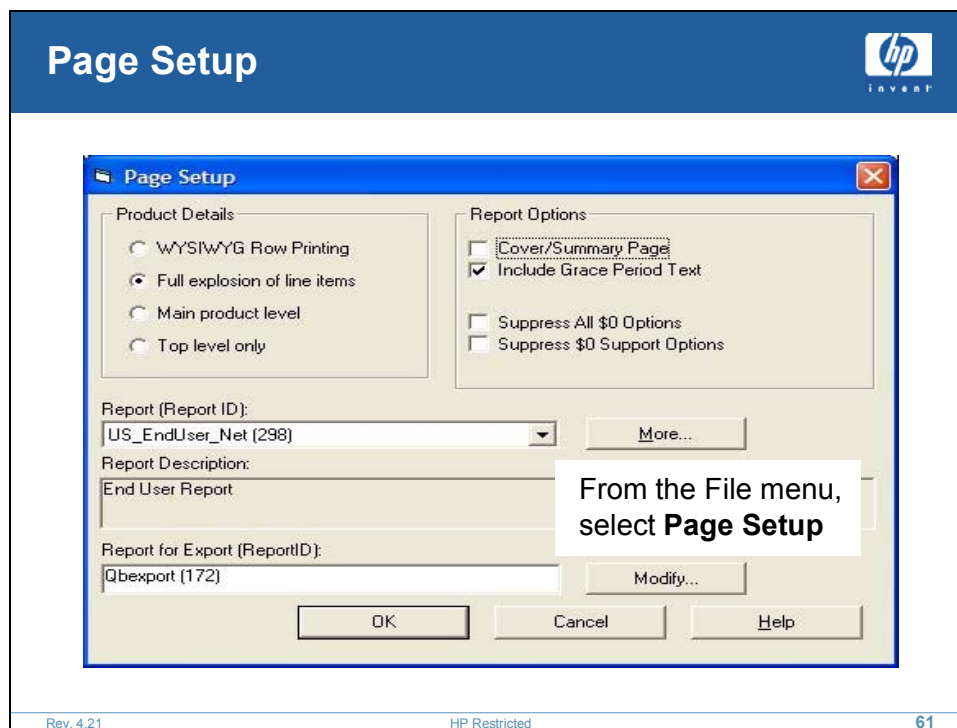 Page Setup
hp
invent
Page Setup
Product Details
WYSIWYG Row Printing
Full explosion of line items
Main product level
Top level only
Report Options
Cover/Summary Page
Include Grace Period Text
Suppress All $0 Options
Suppress $0 Support Options
Report (Report ID):
US_EndUser_Net (298)
More...
Report Description:
End User Report
From the File menu,
select Page Setup
Report for Export (ReportID):
Qbexport (172)
Modify...
OK
Cancel
Help
Rev. 4.21
HP Restricted
61